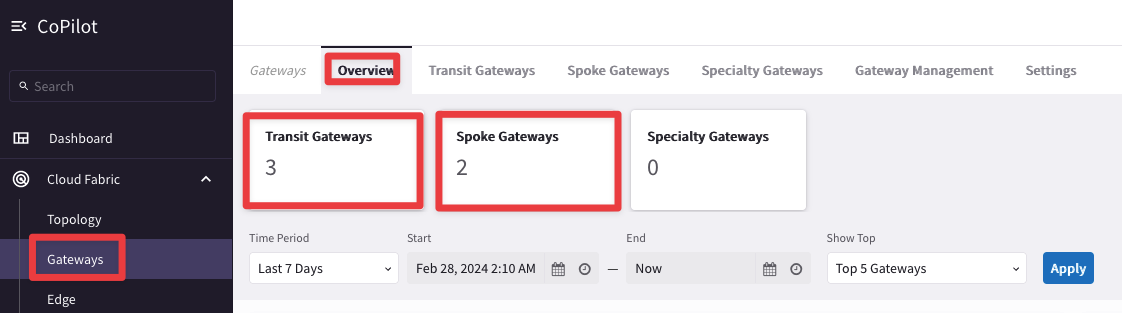 CoPilot
Search
Dashboard
Cloud Fabric
Topology
Gateways
Edge
Gateways Overview Transit Gateways Spoke Gateways Specialty Gateways Gateway Management Settings
Transit Gateways Spoke Gateways Specialty Gateways
3 2 0
Time Period Start End Show Top
Last 7 Days Feb 28, 2024 2:10 AM — Now Top 5 Gateways Apply